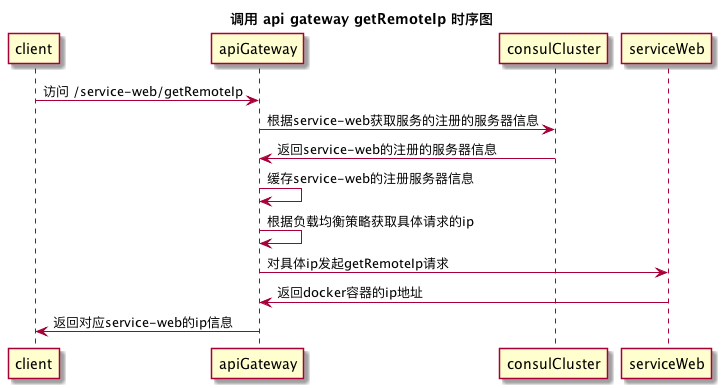 调用 api gateway getRemoteIp 时序图
client
apiGateway
consulCluster
serviceWeb
访问 /service-web/getRemoteIp
根据service-web获取服务的注册的服务器信息
返回service-web的注册的服务器信息
缓存service-web的注册服务器信息
根据负载均衡策略获取具体请求的ip
对具体ip发起getRemoteIp请求
返回docker容器的ip地址
返回对应service-web的ip信息
client
apiGateway
consulCluster
serviceWeb